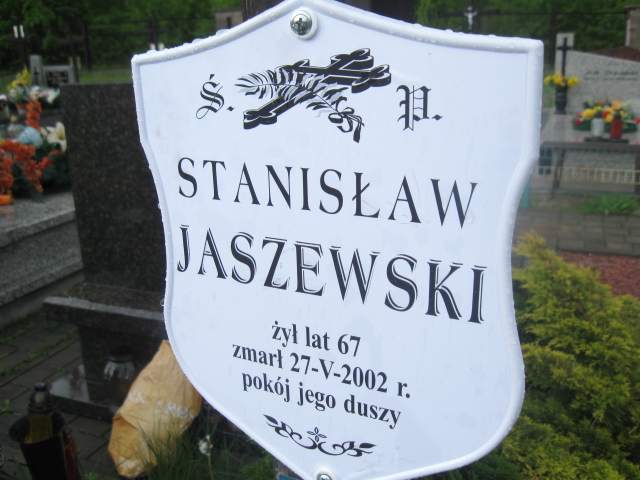 Ś. P.
STANISŁAW
JASZEWSKI
żył lat 67
zmarł 27-V-2002 r.
pokój jego duszy